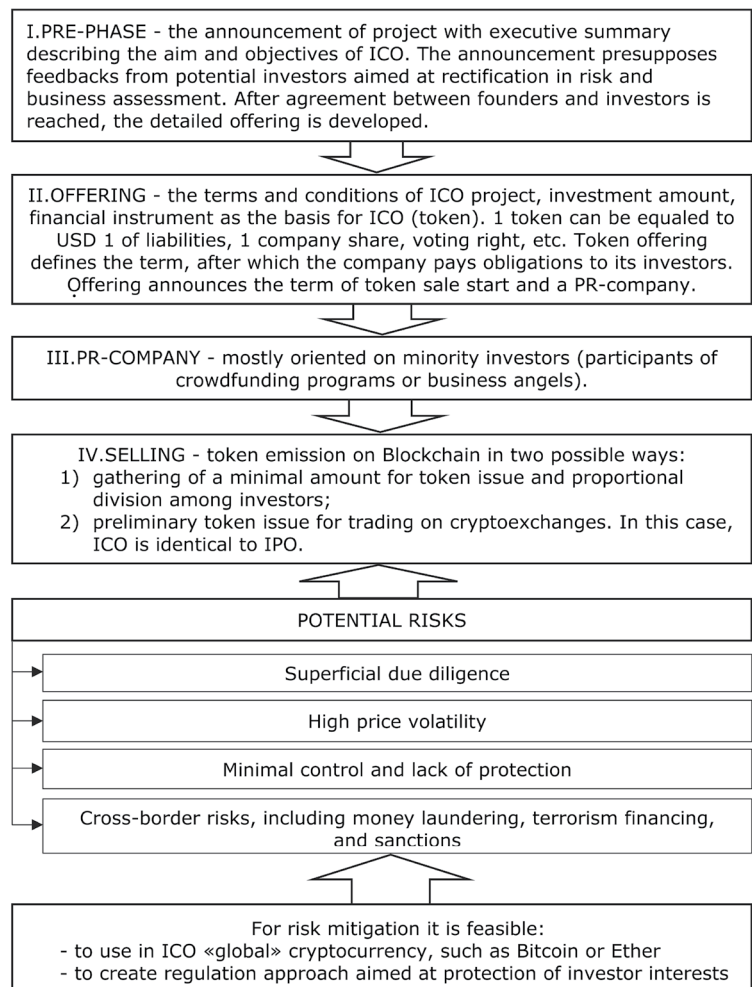 I.PRE-PHASE - the announcement of project with executive summary
describing the aim and objectives of ICO. The announcement presupposes
feedbacks from potential investors aimed at rectification in risk and
business assessment. After agreement between founders and investors is
reached, the detailed offering is developed.
II.OFFERING - the terms and conditions of ICO project, investment amount,
financial instrument as the basis for ICO (token). 1 token can be equaled to
USD 1 of liabilities, 1 company share, voting right, etc. Token offering
defines the term, after which the company pays obligations to its investors.
Offering announces the term of token sale start and a PR-company.
III.PR-COMPANY - mostly oriented on minority investors (participants of
crowdfunding programs or business angels).
IV.SELLING - token emission on Blockchain in two possible ways:
1) gathering of a minimal amount for token issue and proportional
division among investors;
2) preliminary token issue for trading on cryptoexchanges. In this case,
ICO is identical to IPO.
POTENTIAL RISKS
Superficial due diligence
High price volatility
Minimal control and lack of protection
Cross-border risks, including money laundering, terrorism financing,
and sanctions
For risk mitigation it is feasible:
- to use in ICO «global» cryptocurrency, such as Bitcoin or Ether
- to create regulation approach aimed at protection of investor interests